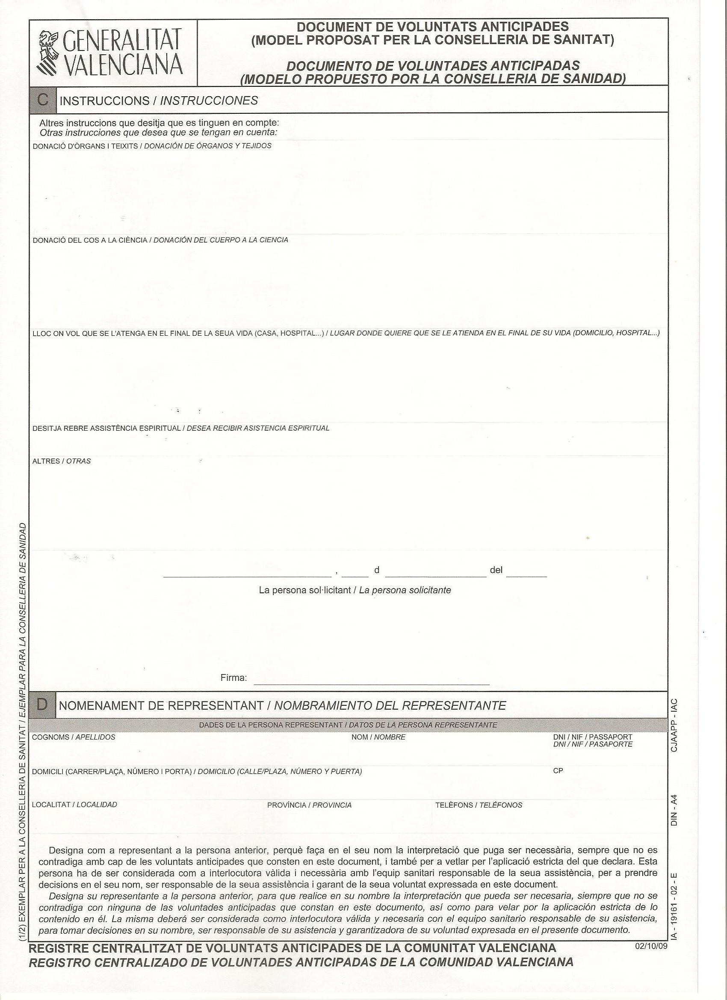 GENERALITAT
VALENCIANA
DOCUMENT DE VOLUNTATS ANTICIPADES
(MODEL PROPOSAT PER LA CONSELLERIA DE SANITAT)
DOCUMENTO DE VOLUNTADES ANTICIPADAS
(MODELO PROPUESTO POR LA CONSELLERIA DE SANIDAD)
C INSTRUCCIONS / INSTRUCCIONES
Altres instruccions que desitja que es tinguen en compte:
Otras instrucciones que desea que se tengan en cuenta:
DONACIÓ D'ÒRGANS I TEIXITS / DONACIÓN DE ÓRGANOS Y TEJIDOS
DONACIÓ DEL COS A LA CIÈNCIA / DONACIÓN DEL CUERPO A LA CIENCIA
LLOC ON VOL QUE SE L'ATENGA EN EL FINAL DE LA SEUA VIDA (CASA, HOSPITAL...) / LUGAR DONDE QUIERE QUE SE LE ATIENDA EN EL FINAL DE SU VIDA (DOMICILIO, HOSPITAL...)
DESITJA REBRE ASSISTÈNCIA ESPIRITUAL / DESEA RECIBIR ASISTENCIA ESPIRITUAL
ALTRES / OTRAS
, d del
La persona sol·licitant / La persona solicitante
Firma:
D NOMENAMENT DE REPRESENTANT / NOMBRAMIENTO DEL REPRESENTANTE
DADES DE LA PERSONA REPRESENTANT / DATOS DE LA PERSONA REPRESENTANTE
COGNOMS / APELLIDOS NOM / NOMBRE DNI / NIF / PASSAPORT
DNI / NIF / PASAPORTE
DOMICILI (CARRER/PLAÇA, NÚMERO I PORTA) / DOMICILIO (CALLE/PLAZA, NÚMERO Y PUERTA) CP
LOCALITAT / LOCALIDAD PROVÍNCIA / PROVINCIA TELÈFONS / TELÉFONOS
Designa com a representant a la persona anterior, perquè faça en el seu nom la interpretació que puga ser necessària, sempre que no es
contradiga amb cap de les voluntats anticipades que consten en este document, i també per a vetlar per l'aplicació estricta del que declara. Esta
persona ha de ser considerada com a interlocutora vàlida i necessària amb l'equip sanitari responsable de la seua assistència, per a prendre
decisions en el seu nom, ser responsable de la seua assistència i garant de la seua voluntat expressada en este document.
Designa su representante a la persona anterior, para que realice en su nombre la interpretación que pueda ser necesaria, siempre que no se
contradiga con ninguna de las voluntades anticipadas que constan en este documento, así como para velar por la aplicación estricta de lo
contenido en él. La misma deberá ser considerada como interlocutora válida y necesaria con el equipo sanitario responsable de su asistencia,
para tomar decisiones en su nombre, ser responsable de su asistencia y garantizadora de su voluntad expresada en el presente documento.
REGISTRE CENTRALITZAT DE VOLUNTATS ANTICIPADES DE LA COMUNITAT VALENCIANA 02/10/09
REGISTRO CENTRALIZADO DE VOLUNTADES ANTICIPADAS DE LA COMUNIDAD VALENCIANA
(1/2) EXEMPLAR PER A LA CONSELLERIA DE SANITAT / EJEMPLAR PARA LA CONSELLERIA DE SANIDAD
IA - 19161 - 02 - E DIN - A4 CJAAPP - IAC